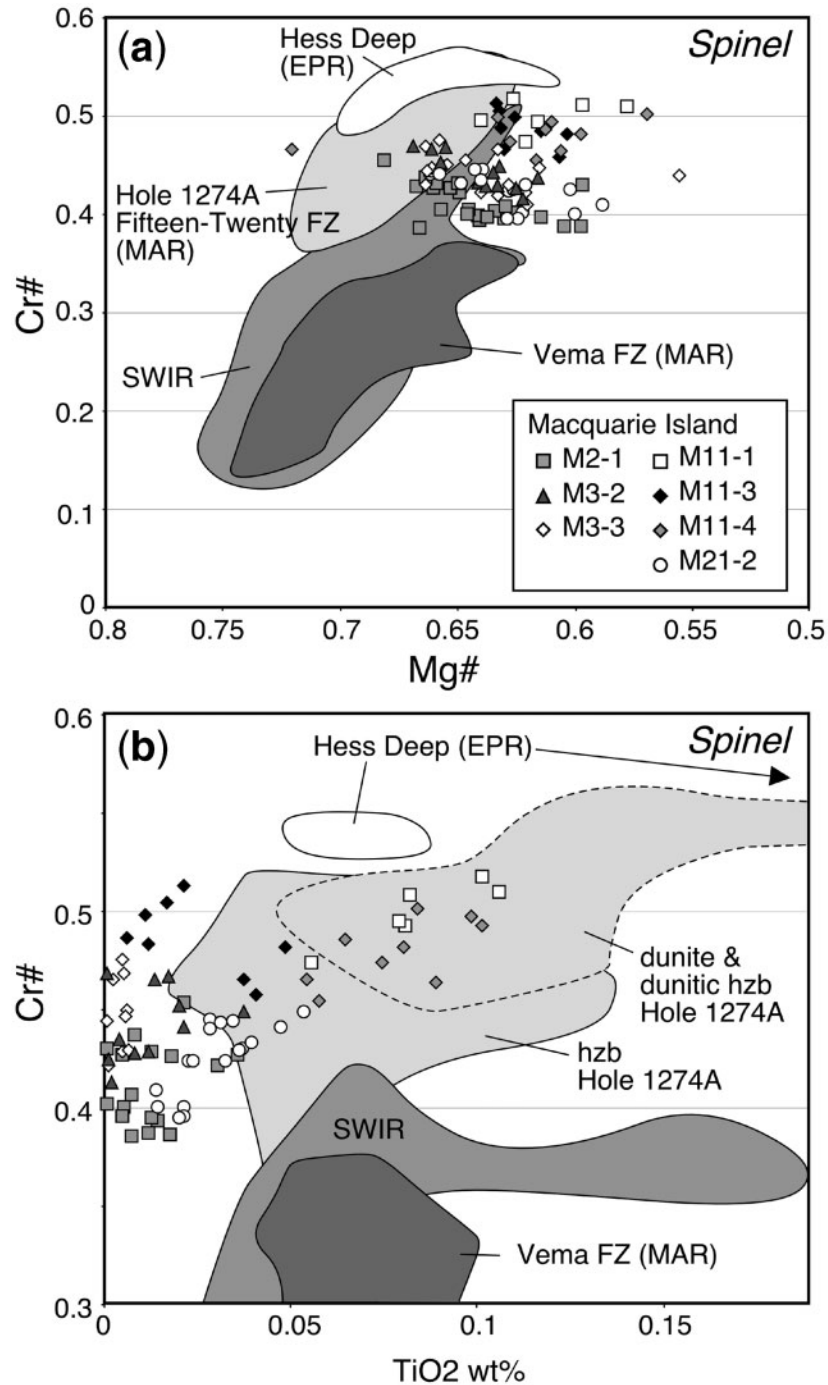 0.6
(a)
Hess Deep
(EPR)
Spinel
0.5
Hole 1274A
Fifteen-Twenty FZ
(MAR)
0.4
Cr#
0.3
Vema FZ (MAR)
SWIR
0.2
Macquarie Island
M2-1 M11-1
M3-2 M11-3
M3-3 M11-4
M21-2
0.1
0
0.8 0.75 0.7 0.65 0.6 0.55 0.5
Mg#
0.6
(b)
Hess Deep (EPR)
Spinel
0.5
dunite &
dunitic hzb
Hole 1274A
Cr#
hzb
Hole 1274A
0.4
SWIR
Vema FZ (MAR)
0.3
0 0.05 0.1 0.15
TiO2 wt%